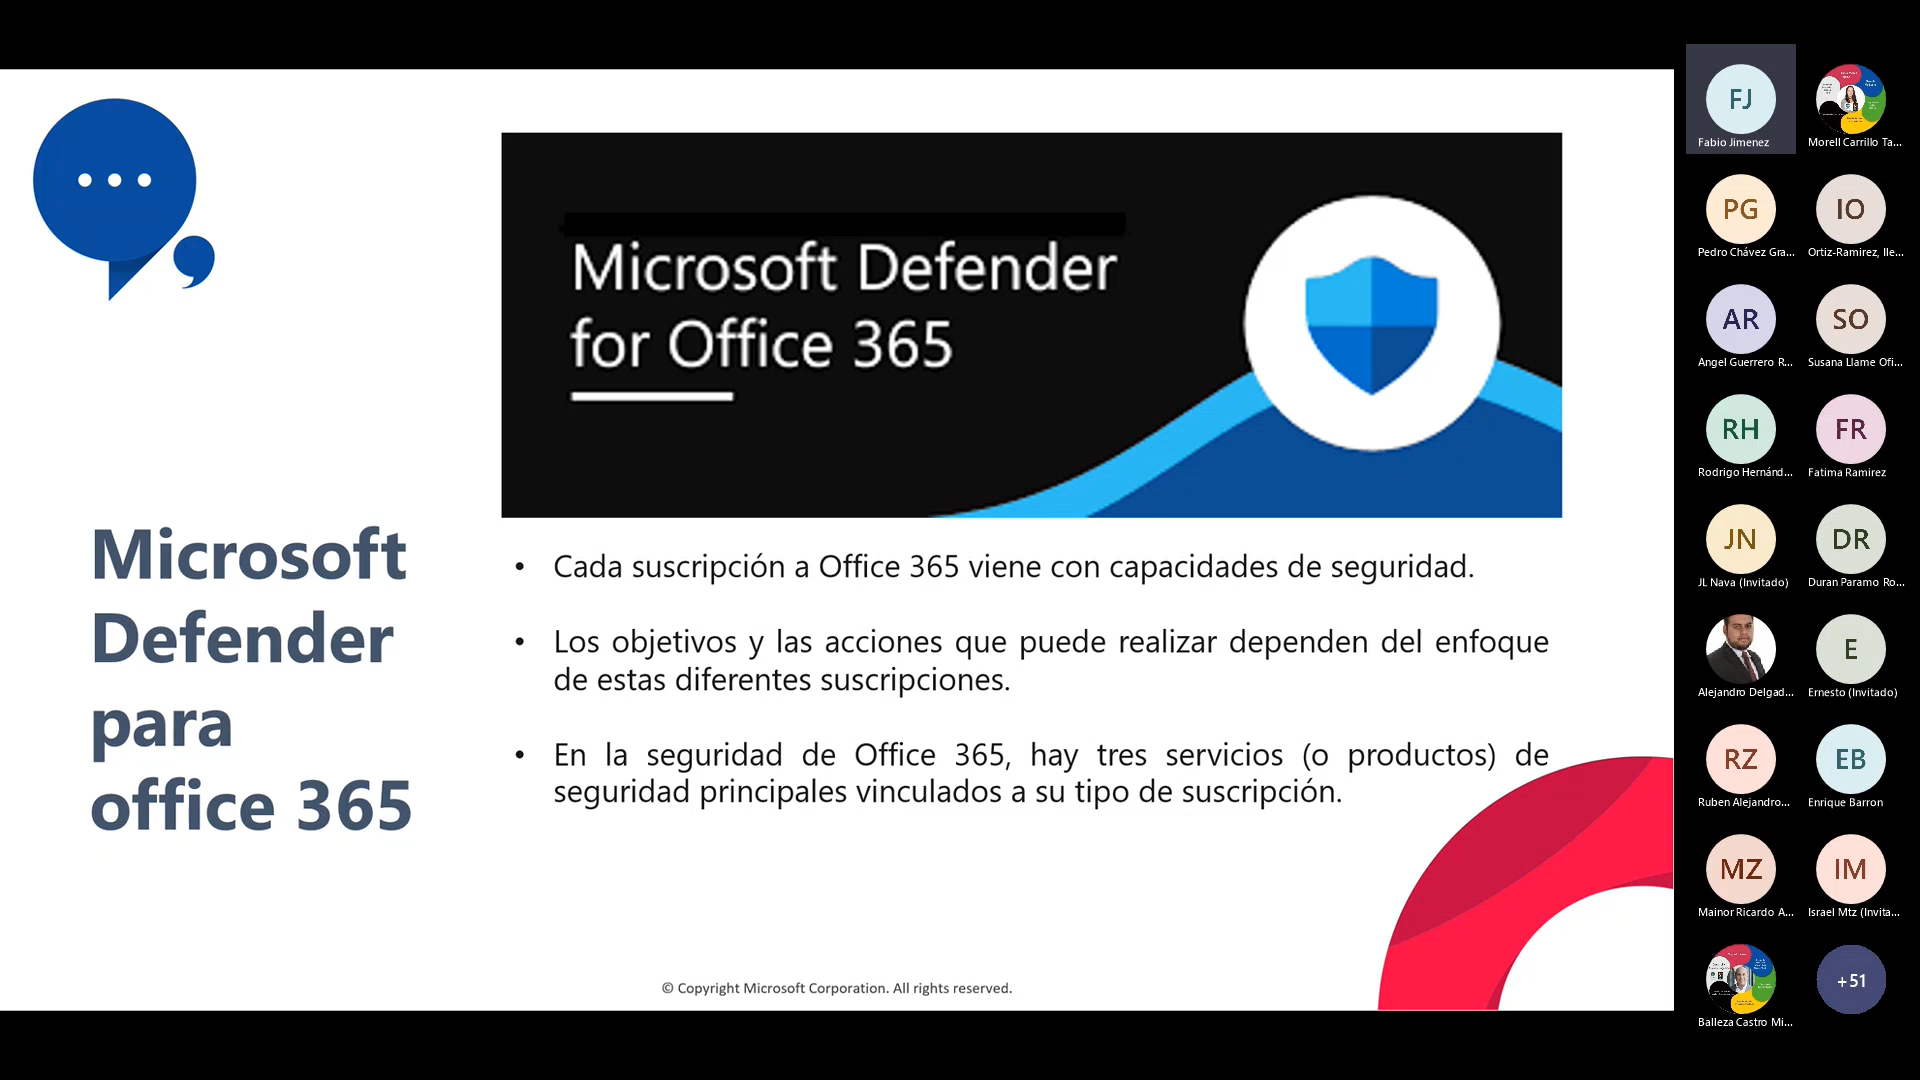 Microsoft Defender
for Office 365
Microsoft
Defender
para
office 365
• Cada suscripción a Office 365 viene con capacidades de seguridad.
• Los objetivos y las acciones que puede realizar dependen del enfoque
de estas diferentes suscripciones.
• En la seguridad de Office 365, hay tres servicios (o productos) de
seguridad principales vinculados a su tipo de suscripción.
© Copyright Microsoft Corporation. All rights reserved.
FJ
Fabio Jimenez
Morell Carrillo Ta...
PG
Pedro Chávez Gra...
IO
Ortiz-Ramirez, Ile...
AR
Angel Guerrero R...
SO
Susana Llame Ofi...
RH
Rodrigo Hernánd...
FR
Fatima Ramirez
JN
JL Nava (Invitado)
DR
Duran Paramo Ro...
Alejandro Delgad...
E
Ernesto (Invitado)
RZ
Ruben Alejandro...
EB
Enrique Barron
MZ
Mainor Ricardo A...
IM
Israel Mtz (Invita...
Balleza Castro Mi...
+51